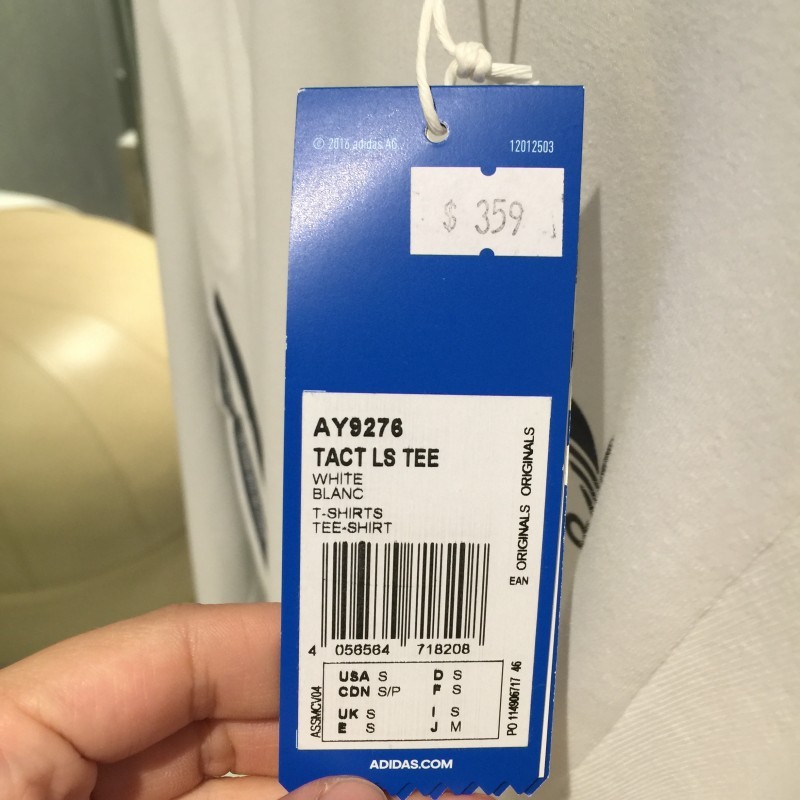 ℗ 2016 adidas AG
12012503
$ 359
AY9276
TACT LS TEE
WHITE
BLANC
T-SHIRTS
TEE-SHIRT
EAN ORIGINALS ORIGINALS
4 056564 718208
USA S D S
CDN S/P F S
UK S I S
E S J M
ASSMCV04
PO 114906717 46
ADIDAS.COM